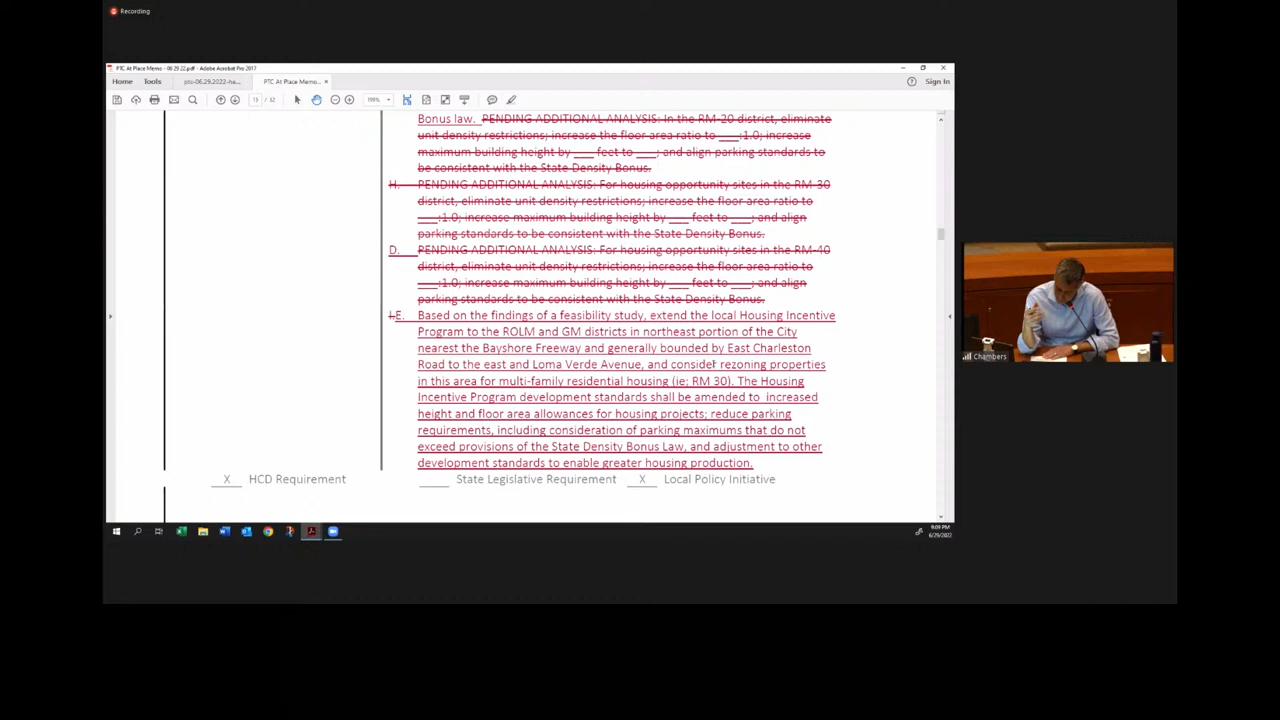 Recording
PTC At Place Memo - 06 29 22.pdf - Adobe Acrobat Pro 2017
Home Tools ptc-06.29.2022-ha... PTC At Place Memo... ×
Sign In
/ 32 199%
Bonus law. PENDING ADDITIONAL ANALYSIS: In the RM-20 district, eliminate
unit density restrictions; increase the floor area ratio to ___:1.0; increase
maximum building height by ___ feet to ___; and align parking standards to
be consistent with the State Density Bonus.
H. PENDING ADDITIONAL ANALYSIS: For housing opportunity sites in the RM-30
district, eliminate unit density restrictions; increase the floor area ratio to
___:1.0; increase maximum building height by ___ feet to ___; and align
parking standards to be consistent with the State Density Bonus.
D. PENDING ADDITIONAL ANALYSIS: For housing opportunity sites in the RM-40
district, eliminate unit density restrictions; increase the floor area ratio to
___:1.0; increase maximum building height by ___ feet to ___; and align
parking standards to be consistent with the State Density Bonus.
E. Based on the findings of a feasibility study, extend the local Housing Incentive
Program to the ROLM and GM districts in northeast portion of the City
nearest the Bayshore Freeway and generally bounded by East Charleston
Road to the east and Loma Verde Avenue, and consider rezoning properties
in this area for multi-family residential housing (ie; RM 30). The Housing
Incentive Program development standards shall be amended to increased
height and floor area allowances for housing projects; reduce parking
requirements, including consideration of parking maximums that do not
exceed provisions of the State Density Bonus Law, and adjustment to other
development standards to enable greater housing production.
X HCD Requirement ____ State Legislative Requirement X Local Policy Initiative
Chambers
9:09 PM
6/29/2022